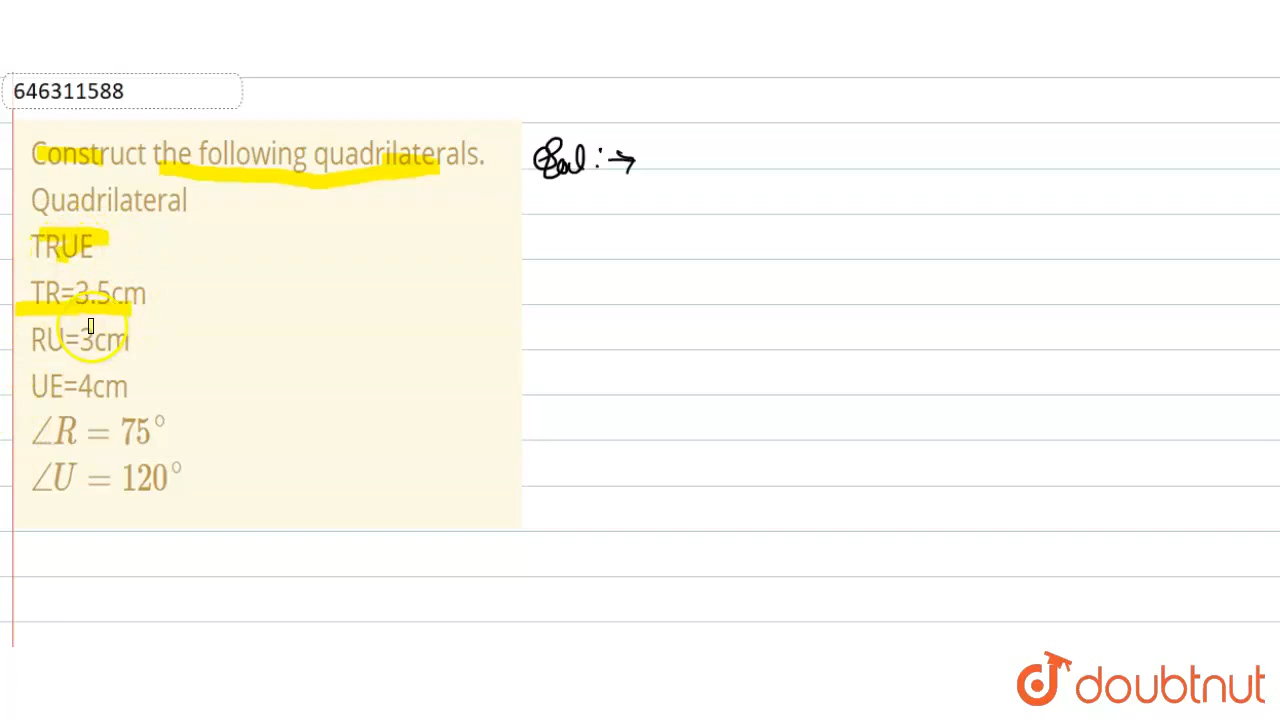 646311588
Construct the following quadrilaterals.
Quadrilateral
TRUE
TR=3.5cm
RU=3cm
UE=4cm
∠R = 75°
∠U = 120°
Sol :→
doubtnut